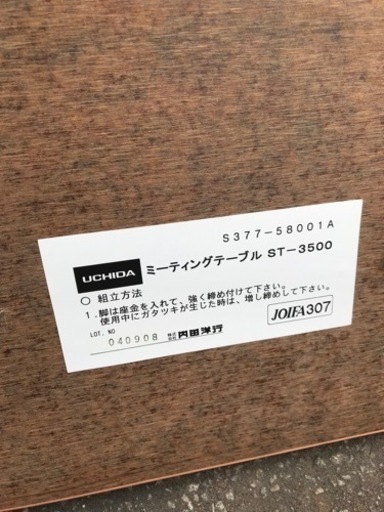 S377-58001A
UCHIDA ミーティングテーブル ST-3500
○ 組立方法
1.脚は座金を入れて、強く締め付けて下さい。
使用中にガタツキが生じた時は、増し締めして下さい。
LOT. NO
040908 株式会社 内田洋行
JOIFA307